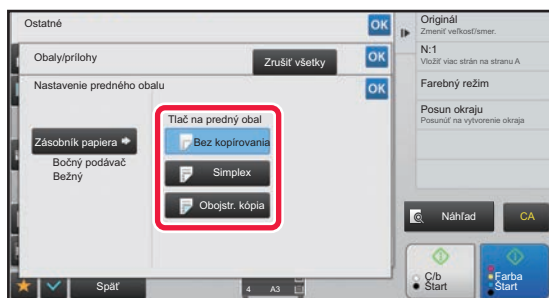 Ostatné
OK
Obaly/prílohy
Zrušiť všetky
OK
Nastavenie predného obalu
OK
Tlač na predný obal
Zásobník papiera
Bez kopírovania
Bočný podávač
Bežný
Simplex
Obojstr. kópia
Späť
4 A3
Originál
Zmeniť veľkosť/smer.
N:1
Vložiť viac strán na stranu A
Farebný režim
Posun okraju
Posunúť na vytvorenie okraja
Náhľad
CA
Č/b
Štart
Farba
Štart